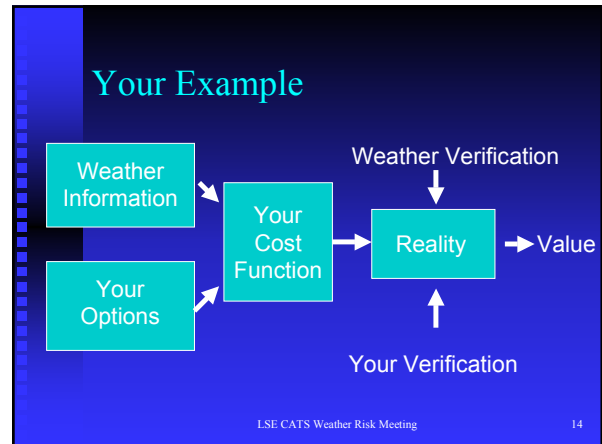 Your Example
Weather
Information
Your
Options
Your
Cost
Function
Weather Verification
Reality
Value
Your Verification
LSE CATS Weather Risk Meeting
14